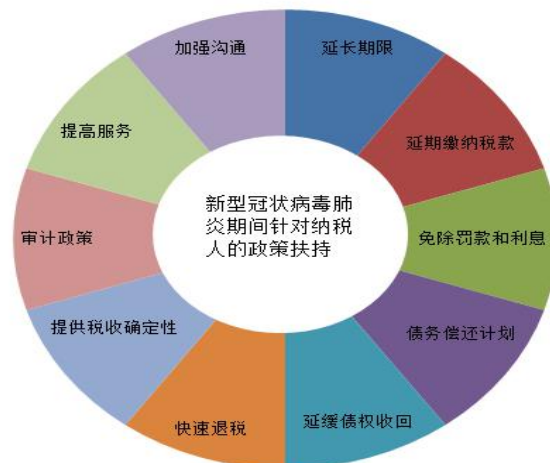 加强沟通
延长期限
提高服务
延期缴纳税款
新型冠状病毒肺
炎期间针对纳税
人的政策扶持
审计政策
免除罚款和利息
提供税收确定性
债务偿还计划
快速退税
延缓债权收回